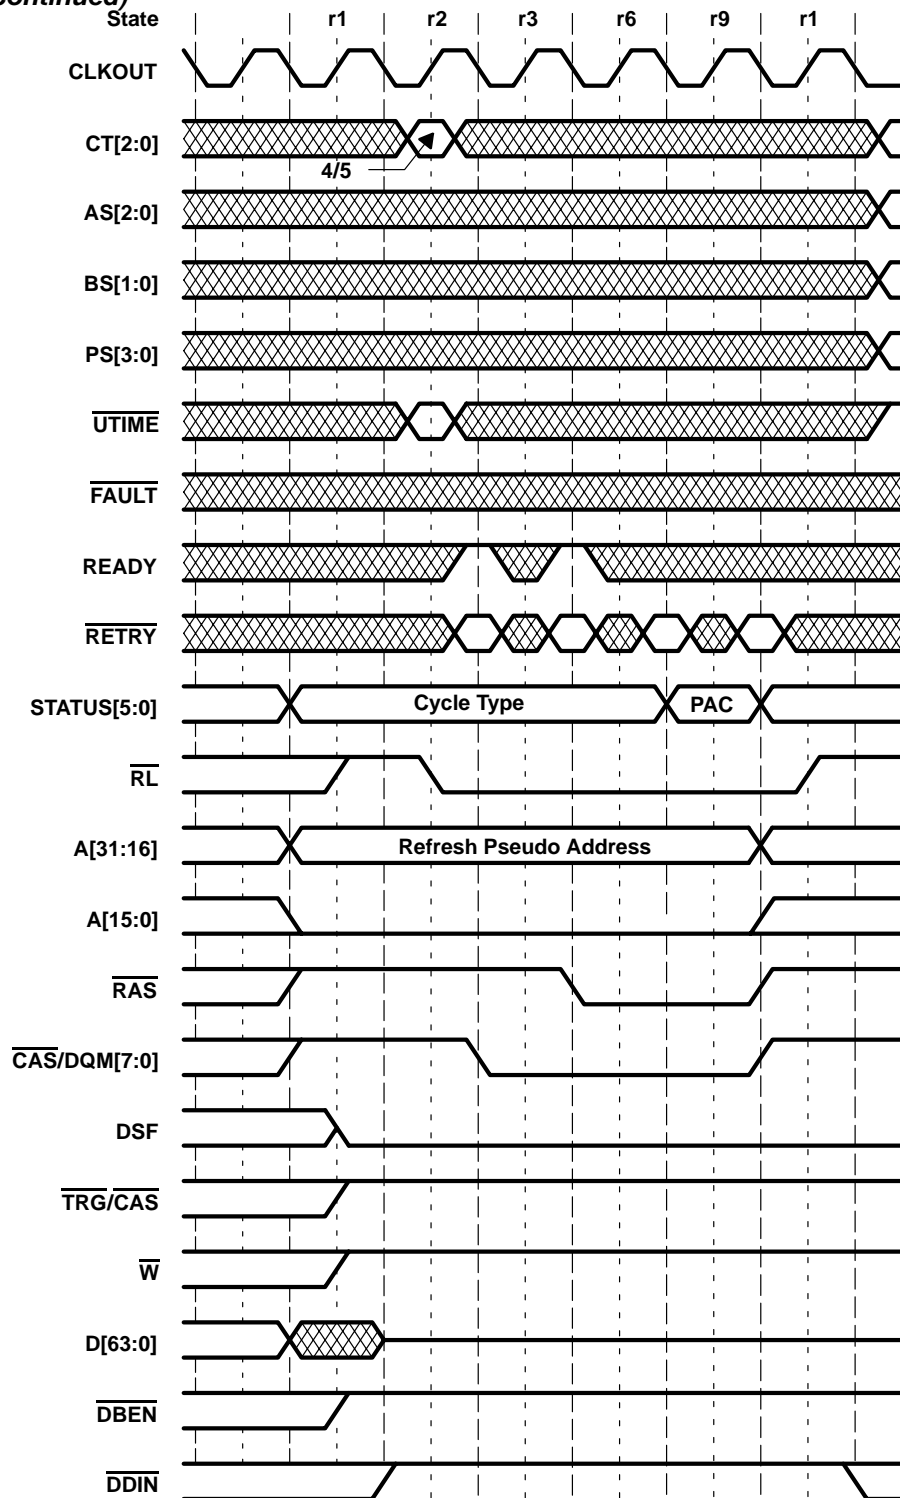 continued)
State r1 r2 r3 r6 r9 r1
CLKOUT
CT[2:0]
4/5
AS[2:0]
BS[1:0]
PS[3:0]
UTIME
FAULT
READY
RETRY
STATUS[5:0] Cycle Type PAC
RL
A[31:16] Refresh Pseudo Address
A[15:0]
RAS
CAS/DQM[7:0]
DSF
TRG/CAS
W
D[63:0]
DBEN
DDIN